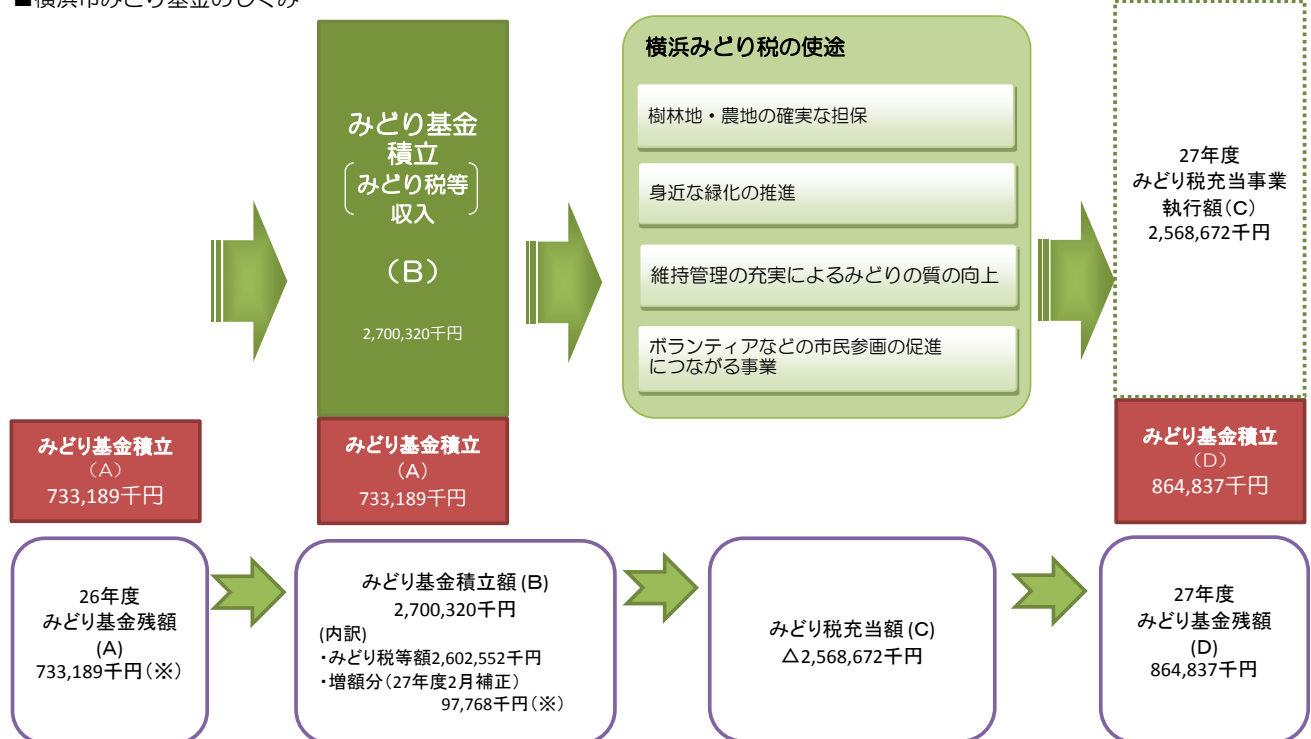 ■横浜市みどり基金のしくみ
みどり基金
積立
みどり税等
収入
（B）
2,700,320千円
横浜みどり税の使途
樹林地・農地の確実な担保
身近な緑化の推進
維持管理の充実によるみどりの質の向上
ボランティアなどの市民参画の促進
につながる事業
27年度
みどり税充当事業
執行額(C)
2,568,672千円
みどり基金積立
（A）
733,189千円
みどり基金積立
（A）
733,189千円
みどり基金積立
（D）
864,837千円
26年度
みどり基金残額
(A)
733,189千円(※)
みどり基金積立額 (B)
2,700,320千円
(内訳)
・みどり税等額2,602,552千円
・増額分(27年度2月補正)
97,768千円(※)
みどり税充当額 (C)
△2,568,672千円
27年度
みどり基金残額
(D)
864,837千円